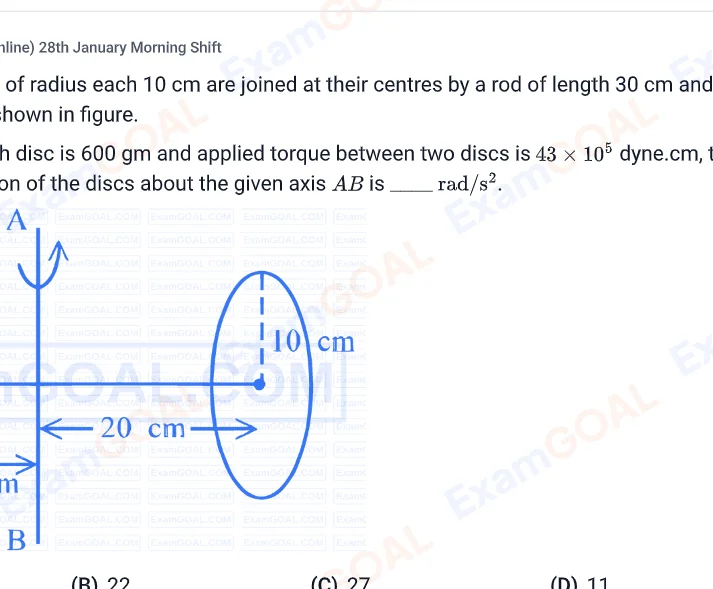 nline) 28th January Morning Shift
of radius each 10 cm are joined at their centres by a rod of length 30 cm and
shown in figure.
h disc is 600 gm and applied torque between two discs is 43 × 10⁵ dyne.cm, t
on of the discs about the given axis AB is ____ rad/s².
A
10 cm
20 cm
m
B
(B) 22 (C) 27 (D) 11
ExamGOAL